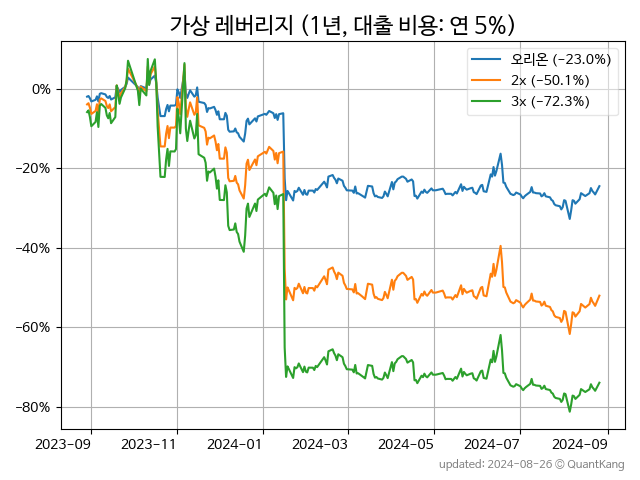 가상 레버리지 (1년, 대출 비용: 연 5%)
오리온 (−23.0%)
2x (−50.1%)
3x (−72.3%)
0%
−20%
−40%
−60%
−80%
2023-09 2023-11 2024-01 2024-03 2024-05 2024-07 2024-09
updated: 2024-08-26 © QuantKang